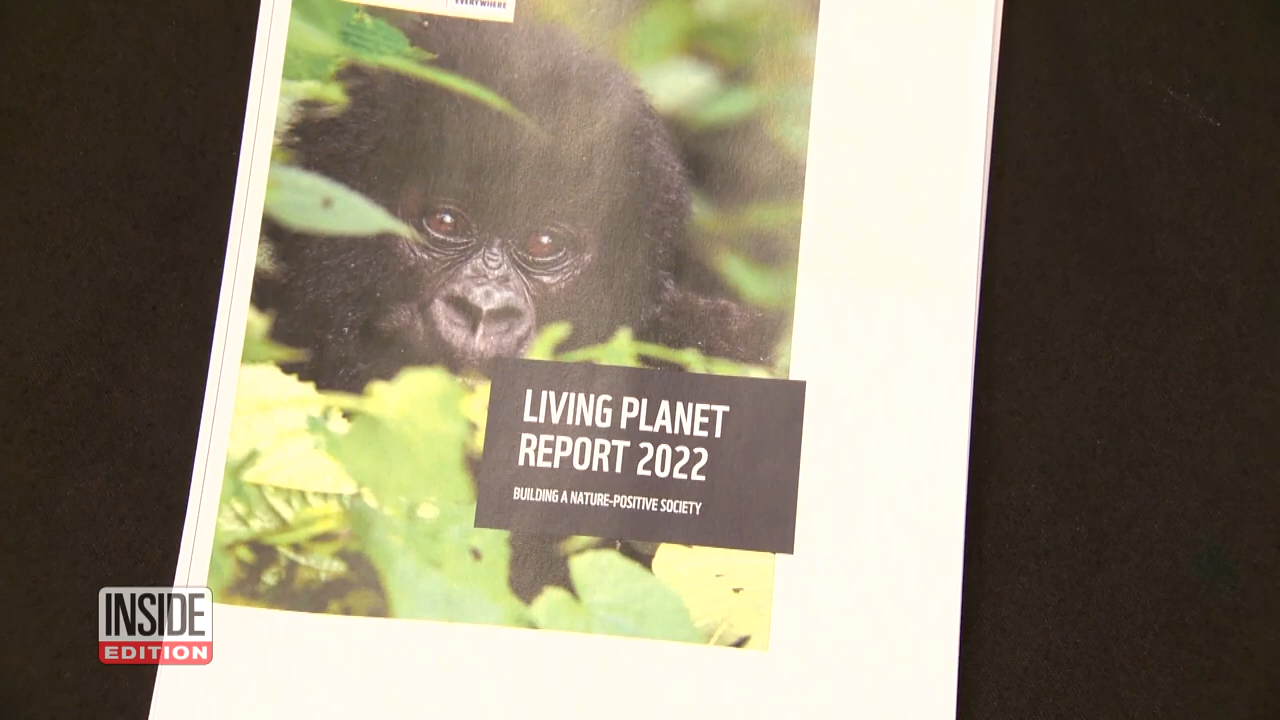 EVERYWHERE
LIVING PLANET
REPORT 2022
BUILDING A NATURE-POSITIVE SOCIETY
INSIDE
EDITION